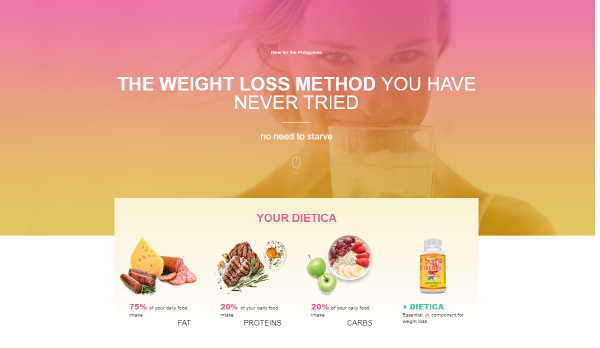 New for the Philippines
THE WEIGHT LOSS METHOD YOU HAVE
NEVER TRIED
no need to starve
YOUR DIETICA
75% of your daily food
intake
FAT
20% of your daily food
intake
PROTEINS
20% of your daily food
intake
CARBS
+ DIETICA
Essential component for
weight loss